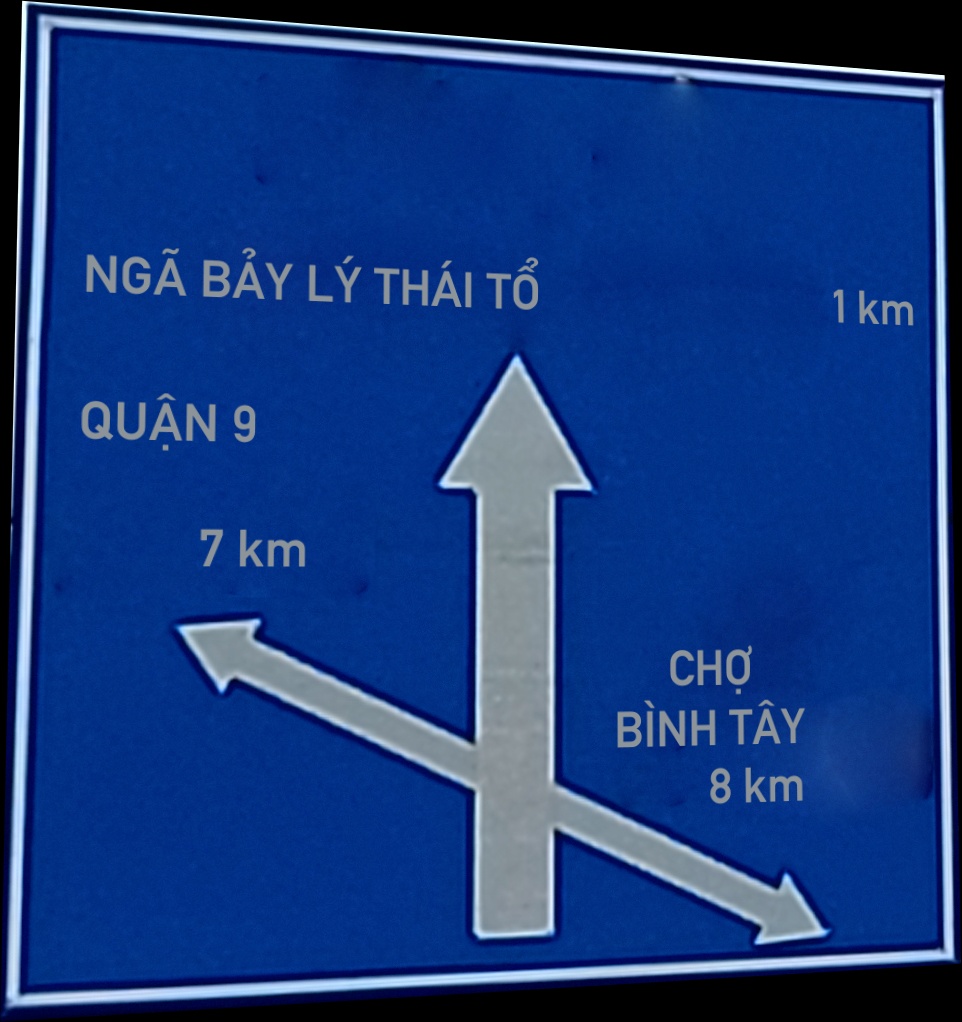 NGÃ BẢY LÝ THÁI TỔ 1 km
QUẬN 9
7 km
CHỢ
BÌNH TÂY
8 km